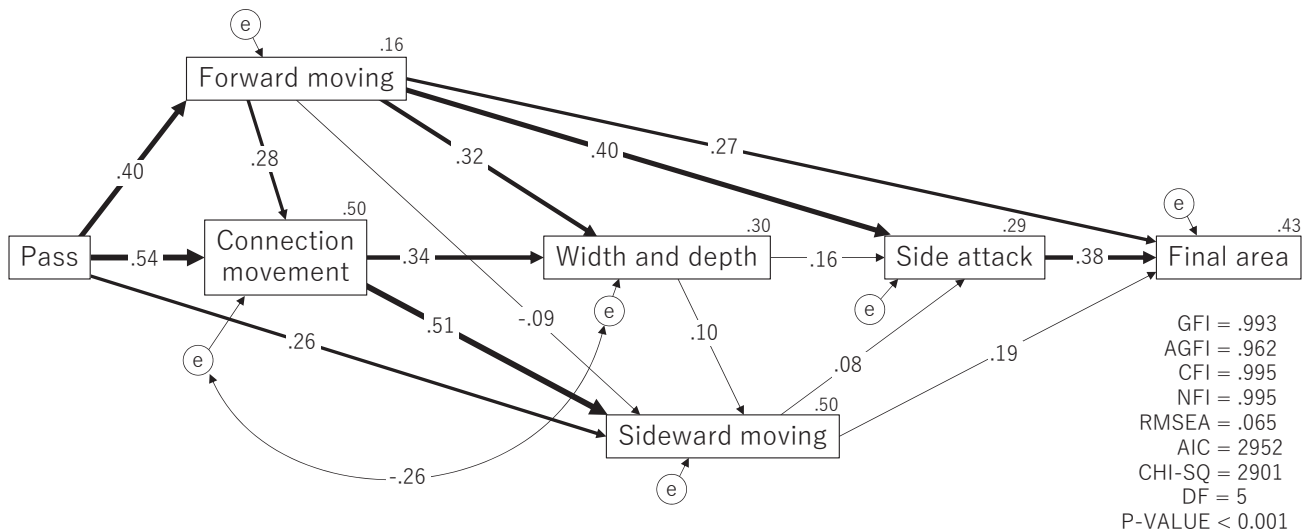 e
.16
Forward moving
.40
.28
.32
.40
.27
Pass
.54
.50
Connection
movement
.34
.30
Width and depth
.16
.29
Side attack
.38
e
.43
Final area
e
e
e
.26
.51
-.09
.10
.08
.19
-.26
.50
Sideward moving
e
GFI = .993
AGFI = .962
CFI = .995
NFI = .995
RMSEA = .065
AIC = 2952
CHI-SQ = 2901
DF = 5
P-VALUE < 0.001